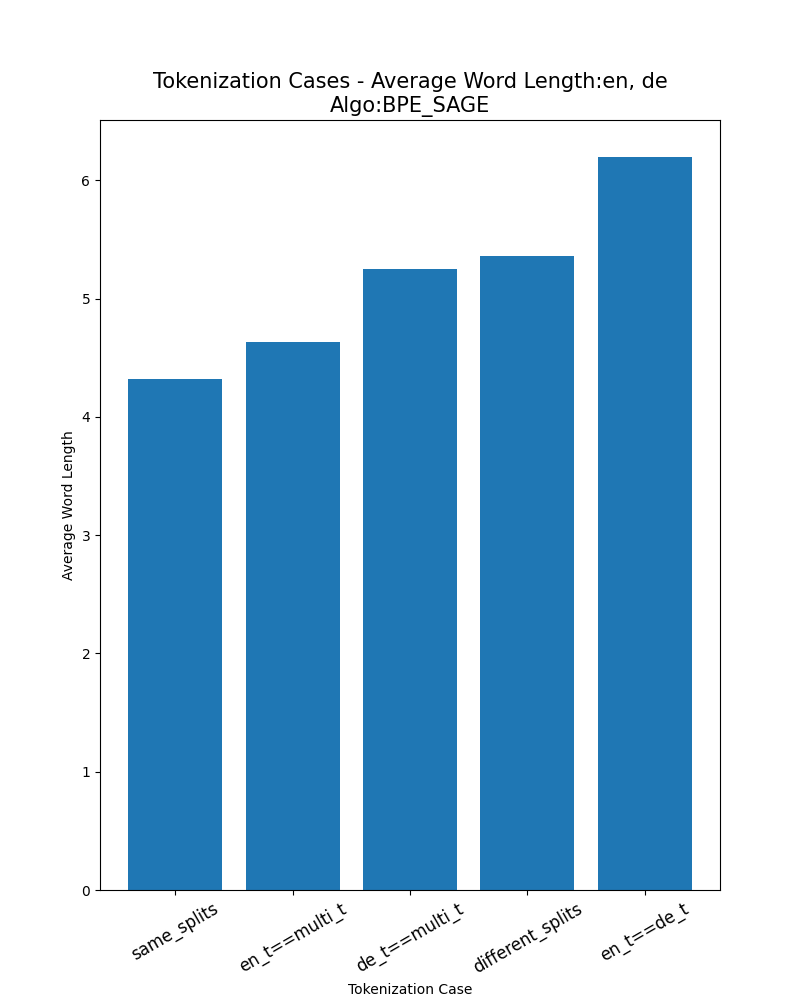 Tokenization Cases - Average Word Length:en, de
Algo:BPE_SAGE
6
5
4
3
2
1
0
Average Word Length
same_splits
en_t==multi_t
de_t==multi_t
different_splits
en_t==de_t
Tokenization Case